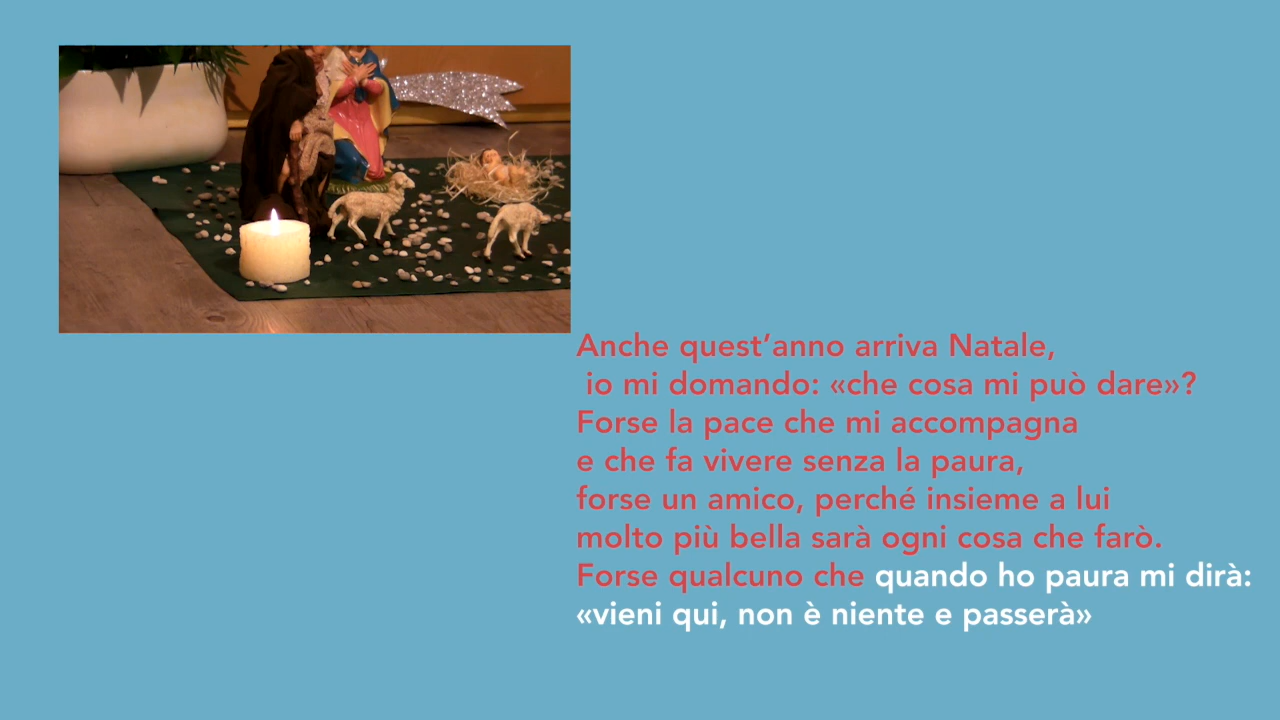 Anche quest’anno arriva Natale,
io mi domando: «che cosa mi può dare»?
Forse la pace che mi accompagna
e che fa vivere senza la paura,
forse un amico, perché insieme a lui
molto più bella sarà ogni cosa che farò.
Forse qualcuno che quando ho paura mi dirà:
«vieni qui, non è niente e passerà»